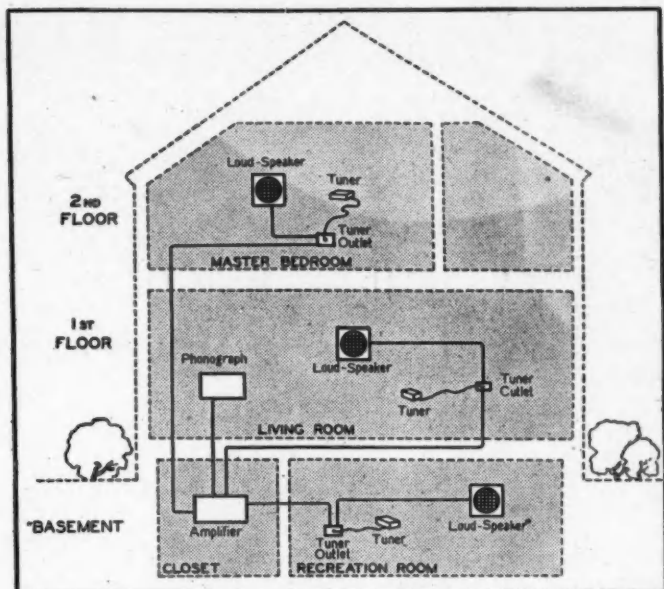 2ND
FLOOR
Loud-Speaker
Tuner
Tuner
Outlet
MASTER BEDROOM
1ST
FLOOR
Phonograph
Loud-Speaker
Tuner
Outlet
Tuner
LIVING ROOM
BASEMENT
Amplifier
Tuner
Outlet
Tuner
Loud-Speaker
CLOSET
RECREATION ROOM